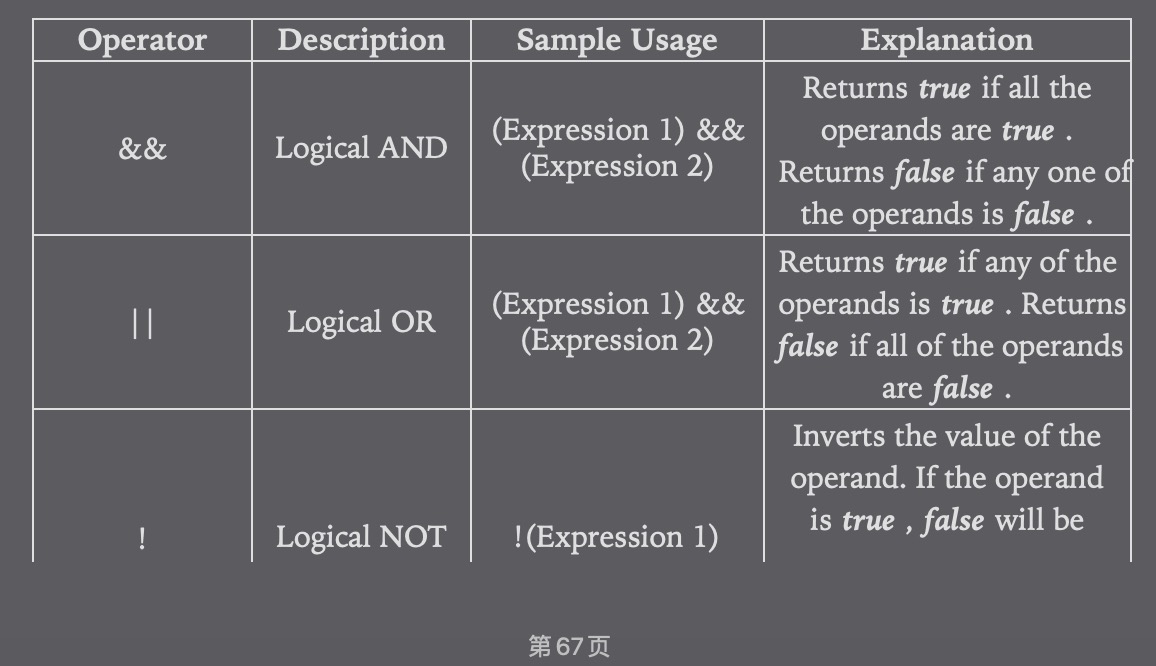 Operator Description Sample Usage Explanation
&& Logical AND (Expression 1) &&
(Expression 2) Returns true if all the
operands are true .
Returns false if any one of
the operands is false .
|| Logical OR (Expression 1) &&
(Expression 2) Returns true if any of the
operands is true . Returns
false if all of the operands
are false .
! Logical NOT !(Expression 1) Inverts the value of the
operand. If the operand
is true , false will be
第67页